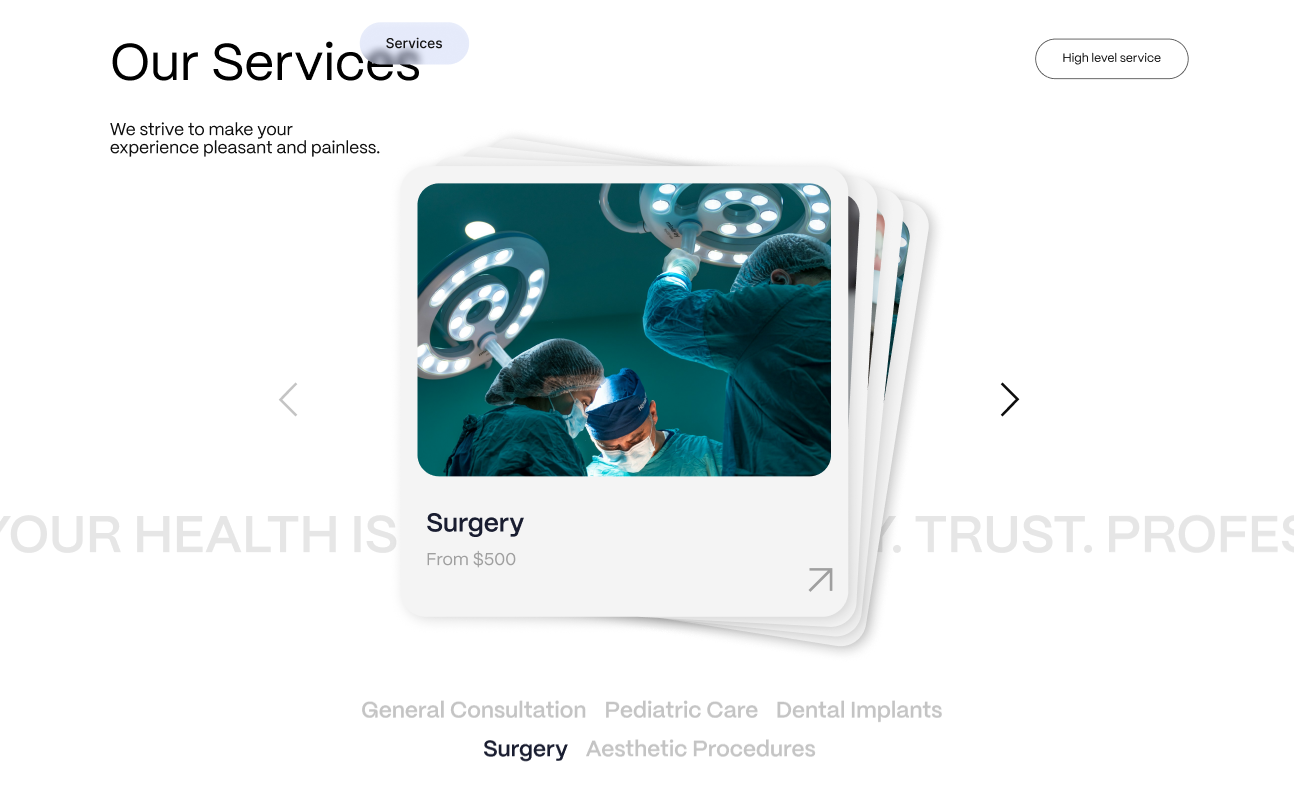 Services
Our Services
High level service
We strive to make your
experience pleasant and painless.
YOUR HEALTH IS
TRUST. PROFES
Surgery
From $500
General Consultation Pediatric Care Dental Implants
Surgery Aesthetic Procedures